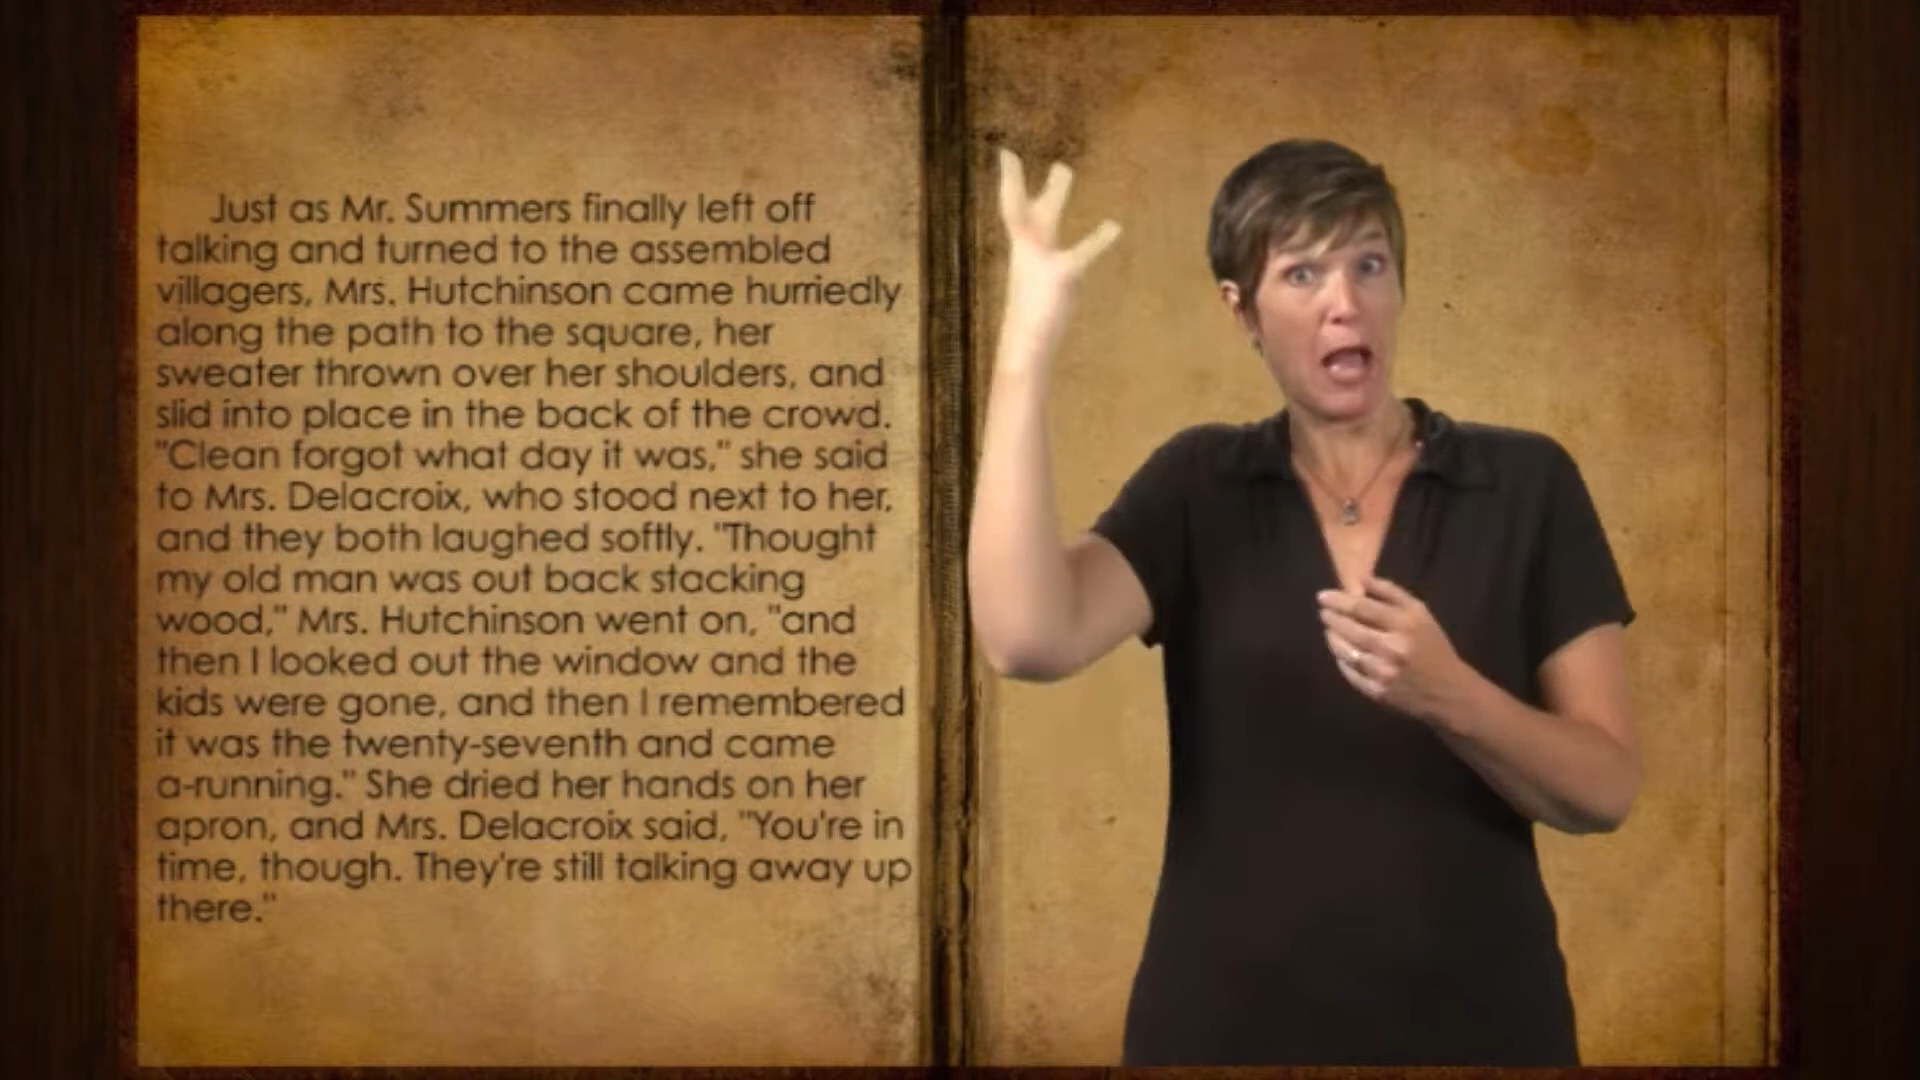 Just as Mr. Summers finally left off
talking and turned to the assembled
villagers, Mrs. Hutchinson came hurriedly
along the path to the square, her
sweater thrown over her shoulders, and
slid into place in the back of the crowd.
"Clean forgot what day it was," she said
to Mrs. Delacroix, who stood next to her,
and they both laughed softly. "Thought
my old man was out back stacking
wood," Mrs. Hutchinson went on, "and
then I looked out the window and the
kids were gone, and then I remembered
it was the twenty-seventh and came
a-running." She dried her hands on her
apron, and Mrs. Delacroix said, "You're in
time, though. They're still talking away up
there."